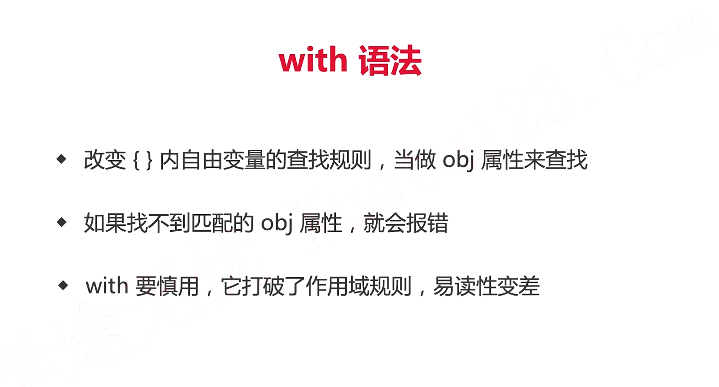 with 语法
改变 { } 内自由变量的查找规则，当做 obj 属性来查找
如果找不到匹配的 obj 属性，就会报错
with 要慎用，它打破了作用域规则，易读性变差